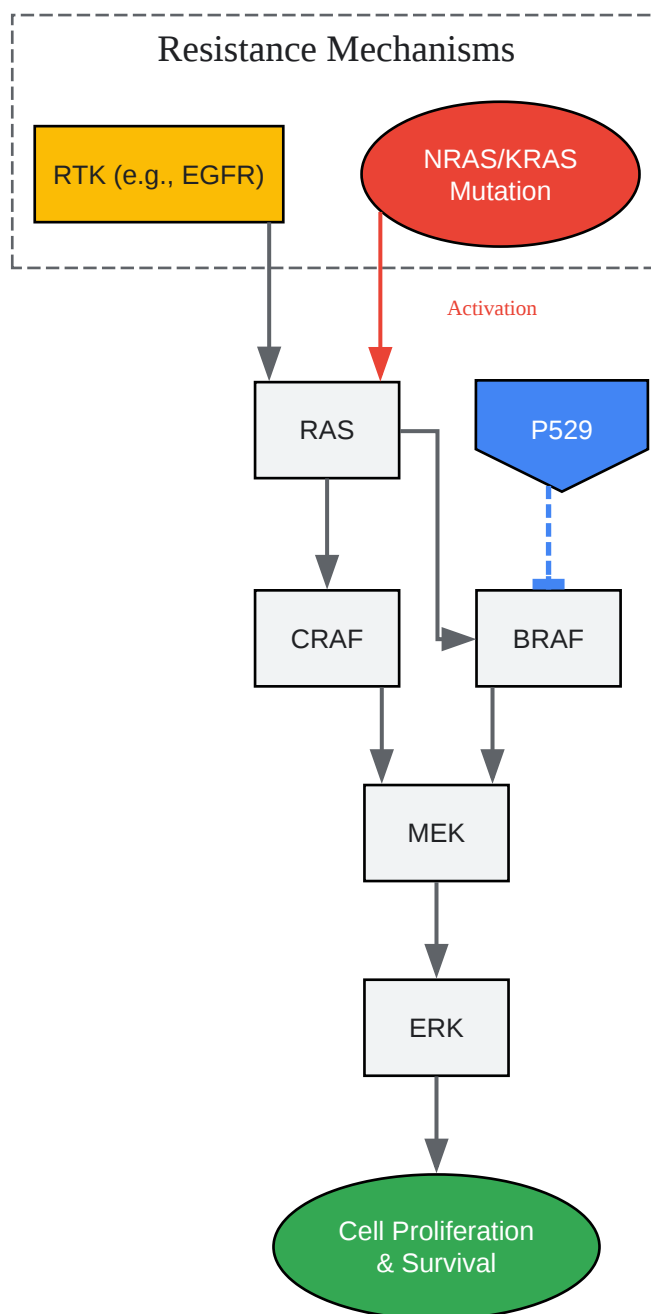 Resistance Mechanisms
RTK (e.g., EGFR)
NRAS/KRAS
Mutation
Activation
RAS
P529
CRAF
BRAF
MEK
ERK
Cell Proliferation
& Survival